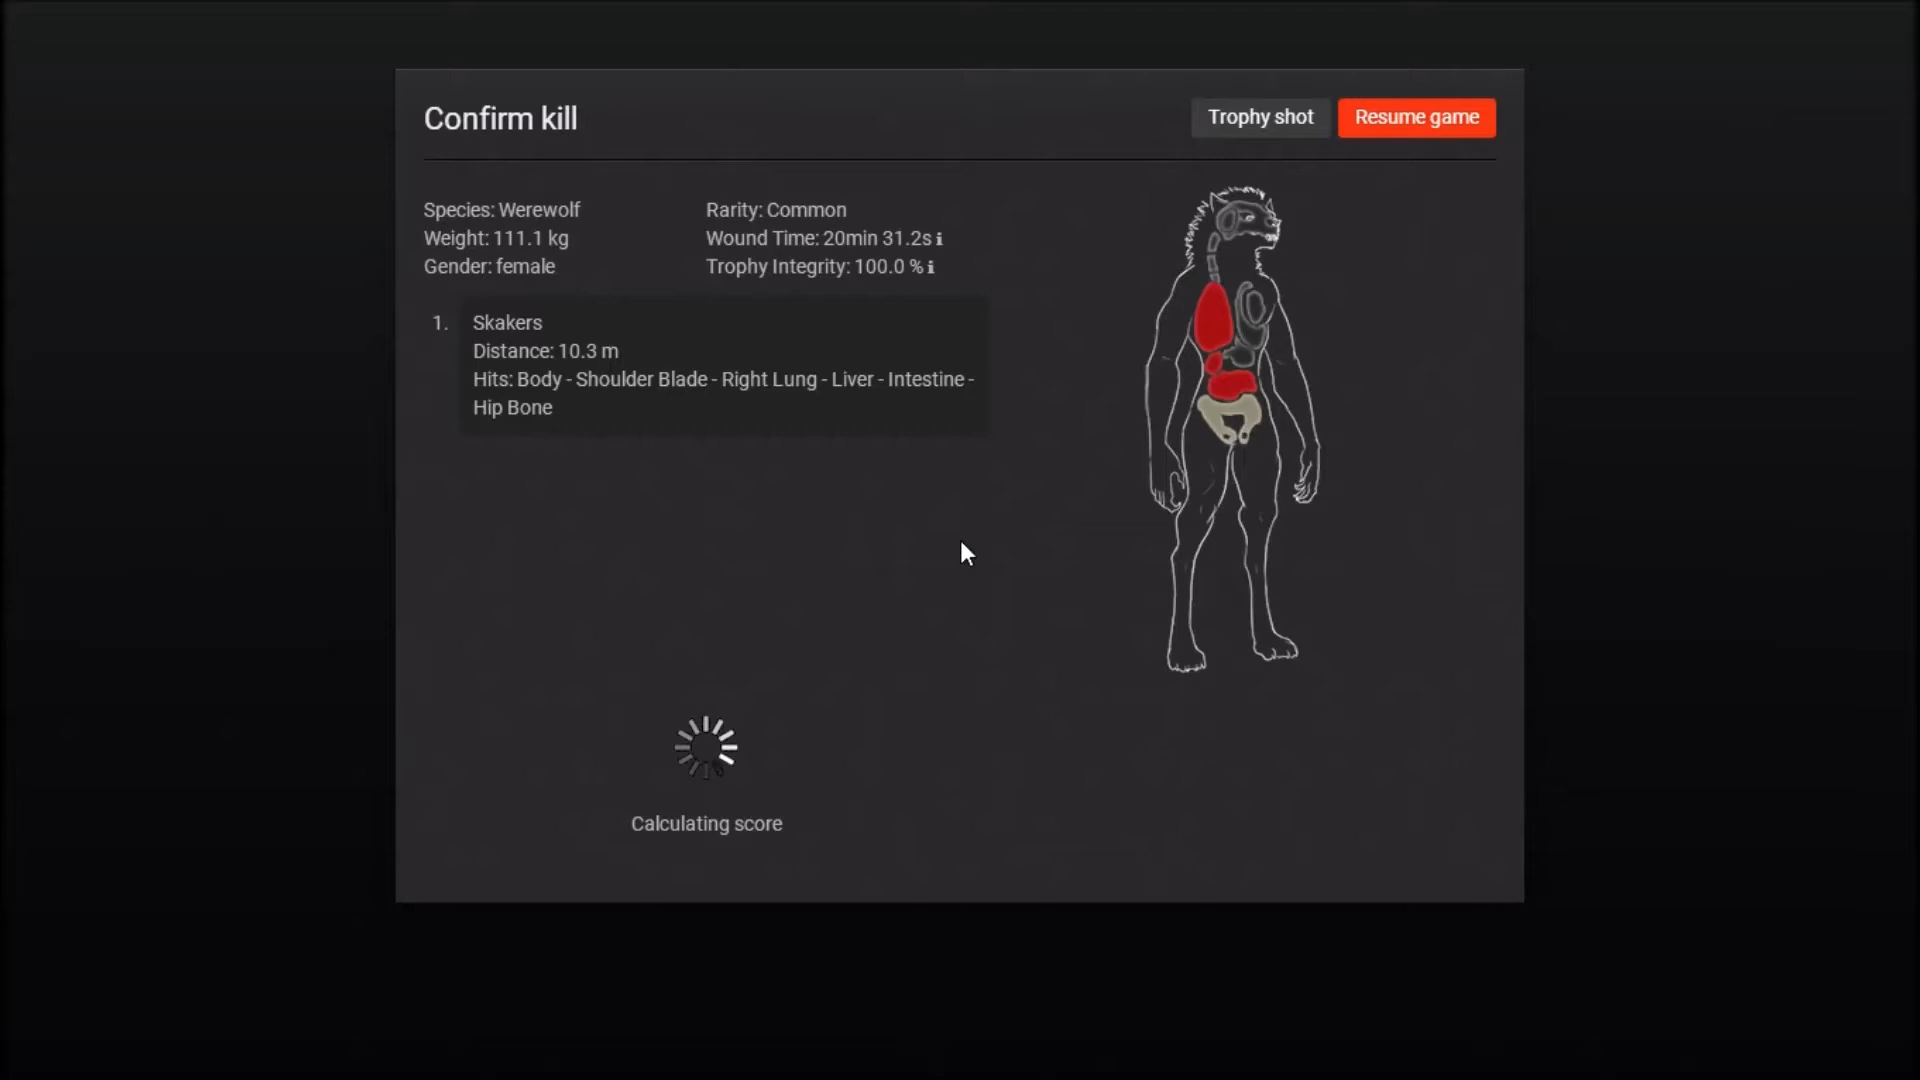 Confirm kill
Trophy shot
Resume game
Species: Werewolf
Weight: 111.1 kg
Gender: female
Rarity: Common
Wound Time: 20min 31.2s i
Trophy Integrity: 100.0 % i
1.
Skakers
Distance: 10.3 m
Hits: Body - Shoulder Blade - Right Lung - Liver - Intestine -
Hip Bone
Calculating score